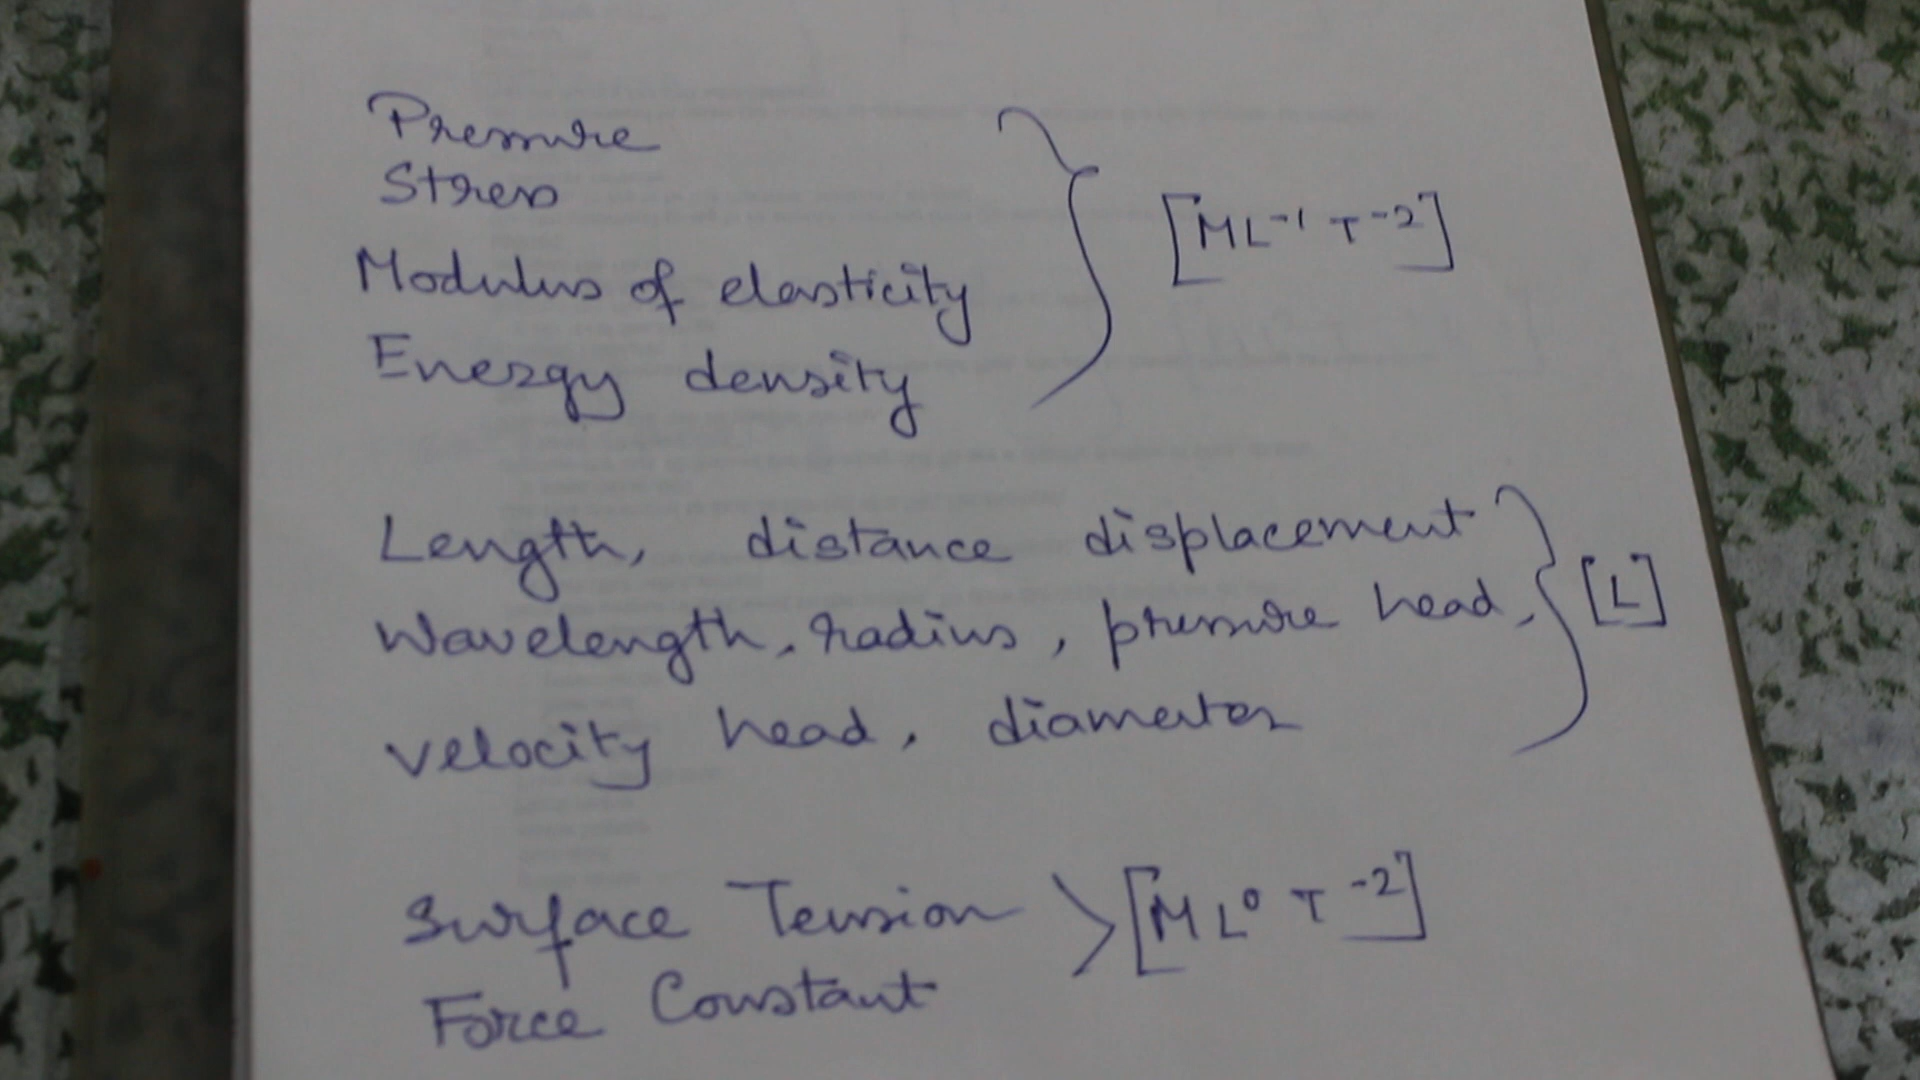 Pressure
Stress
Modulus of elasticity
Energy density
[ML⁻¹ T⁻²]
Length, distance displacement
Wavelength, radius, pressure head,
velocity head, diameter
[L]
Surface Tension
Force Constant
[M L⁰ T⁻²]